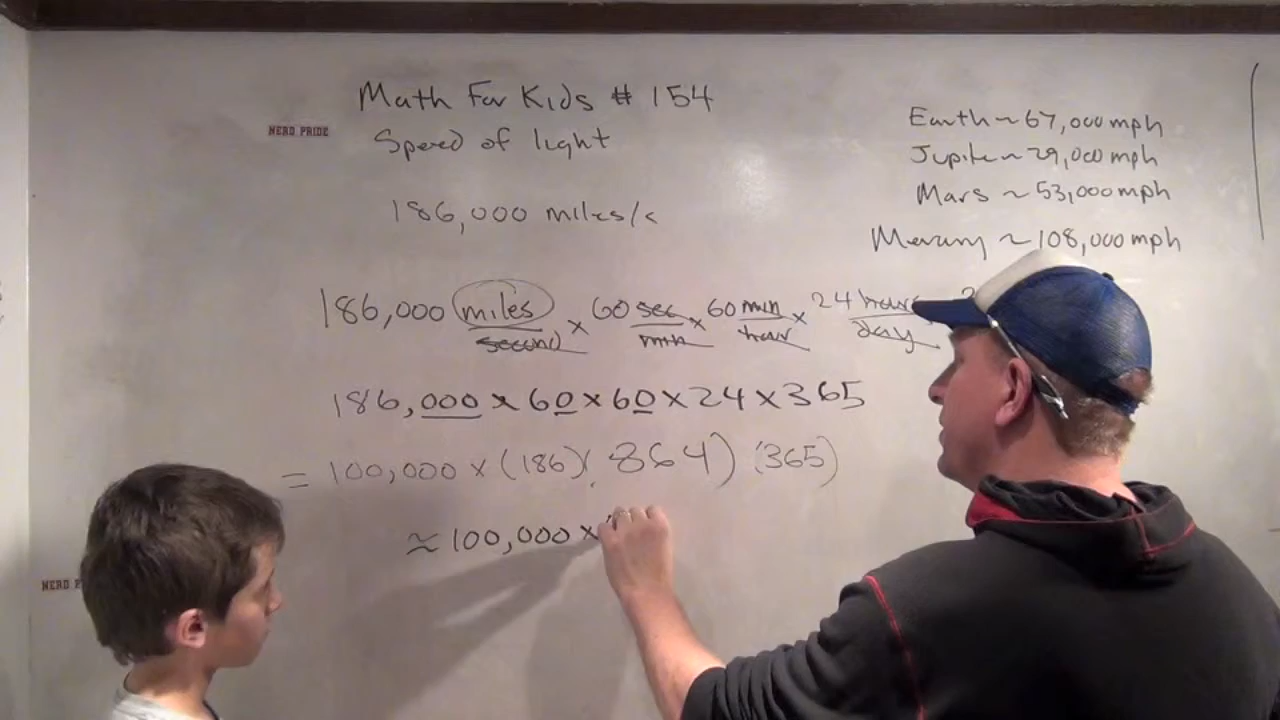 Math For Kids # 154
NERD PRIDE
Speed of light
186,000 miles/s
Earth ~ 67,000 mph
Jupiter ~ 29,000 mph
Mars ~ 53,000 mph
Mercury ~ 108,000 mph
186,000 miles/second × 60 sec/min × 60 min/hour × 24 hours/day
186,000 × 60 × 60 × 24 × 365
= 100,000 × (186)(864)(365)
≈ 100,000 ×
NERD